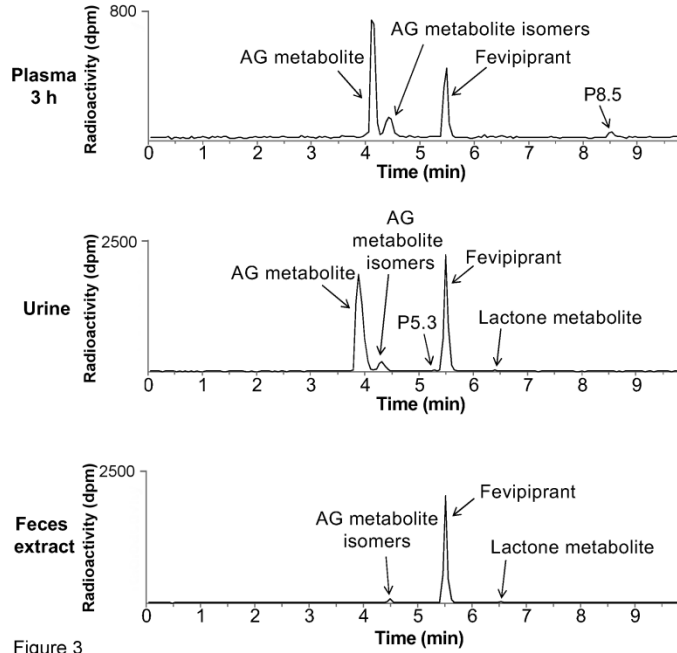 800
AG metabolite
AG metabolite isomers
Fevipiprant
P8.5
Plasma
3 h
Radioactivity (dpm)
0 1 2 3 4 5 6 7 8 9
Time (min)
2500
AG metabolite
AG
metabolite
isomers
Fevipiprant
P5.3
Lactone metabolite
Urine
Radioactivity (dpm)
0 1 2 3 4 5 6 7 8 9
Time (min)
2500
AG metabolite
isomers
Fevipiprant
Lactone metabolite
Feces
extract
Radioactivity (dpm)
0 1 2 3 4 5 6 7 8 9
Time (min)
Figure 3